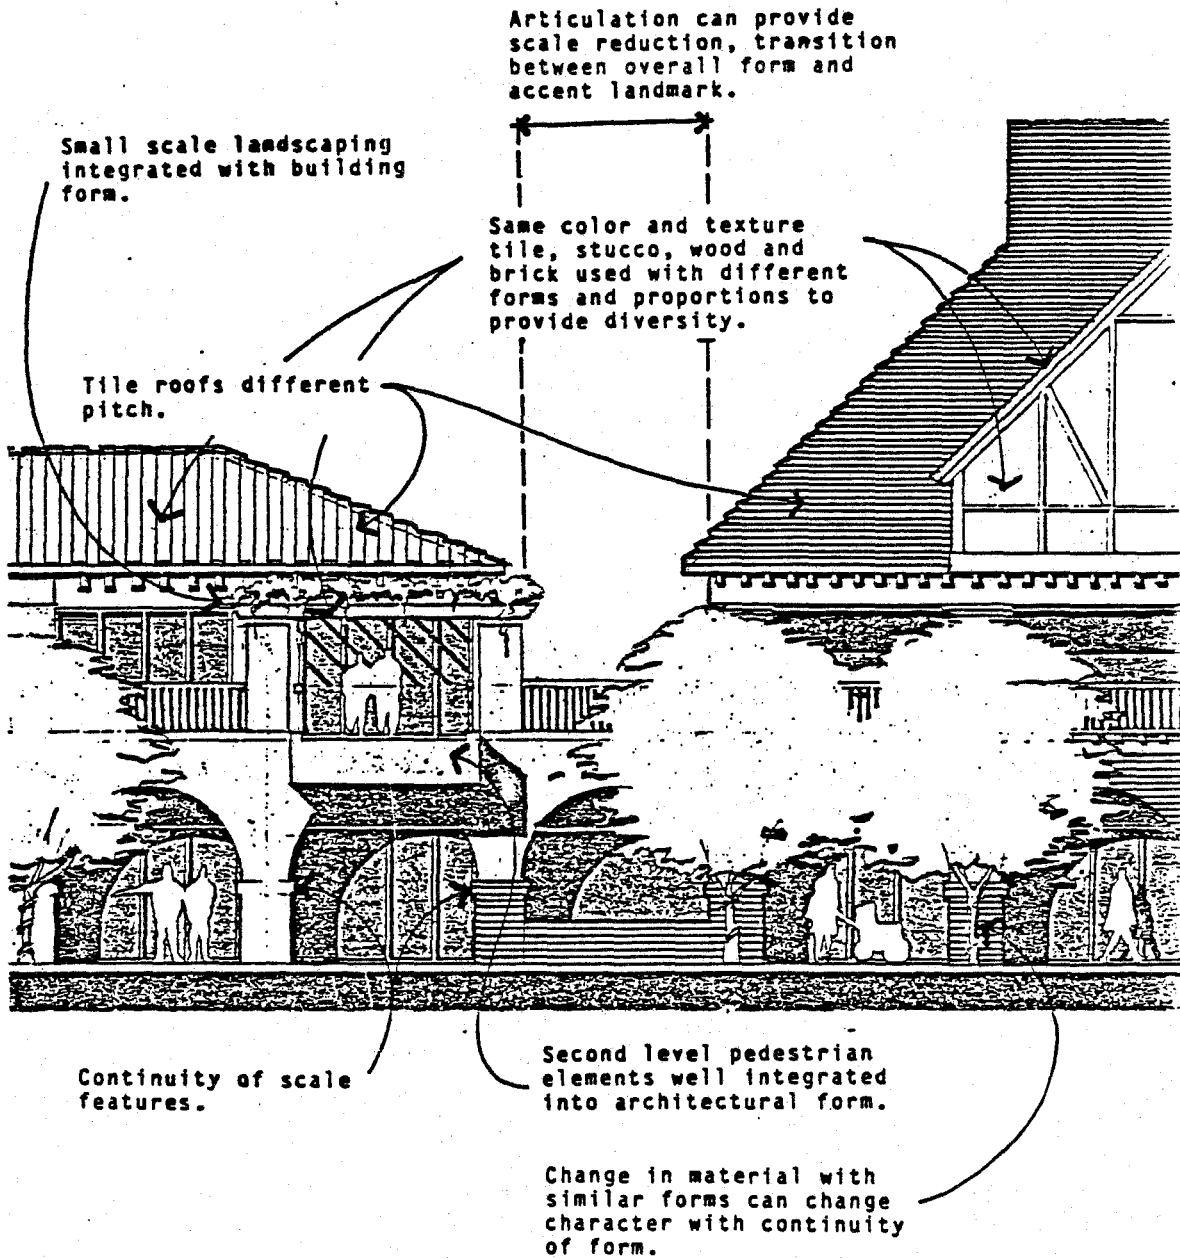 Articulation can provide
scale reduction, transition
between overall form and
accent landmark.
Small scale landscaping
integrated with building
form.
Same color and texture
tile, stucco, wood and
brick used with different
forms and proportions to
provide diversity.
Tile roofs different
pitch.
Continuity of scale
features.
Second level pedestrian
elements well integrated
into architectural form.
Change in material with
similar forms can change
character with continuity
of form.